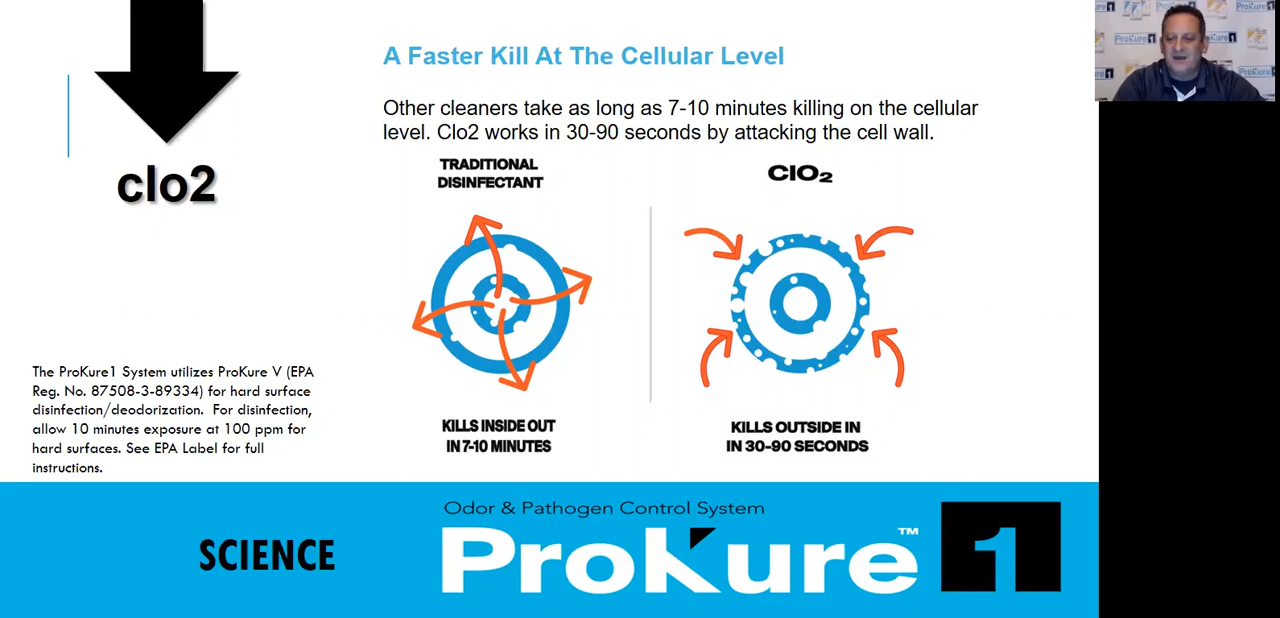 clo2
A Faster Kill At The Cellular Level
Other cleaners take as long as 7-10 minutes killing on the cellular
level. Clo2 works in 30-90 seconds by attacking the cell wall.
TRADITIONAL
DISINFECTANT
ClO2
KILLS INSIDE OUT
IN 7-10 MINUTES
KILLS OUTSIDE IN
IN 30-90 SECONDS
The ProKure1 System utilizes ProKure V (EPA
Reg. No. 87508-3-89334) for hard surface
disinfection/deodorization. For disinfection,
allow 10 minutes exposure at 100 ppm for
hard surfaces. See EPA Label for full
instructions.
SCIENCE
Odor & Pathogen Control System
ProKure™ 1
ProKure1
ProKure1
ProKure